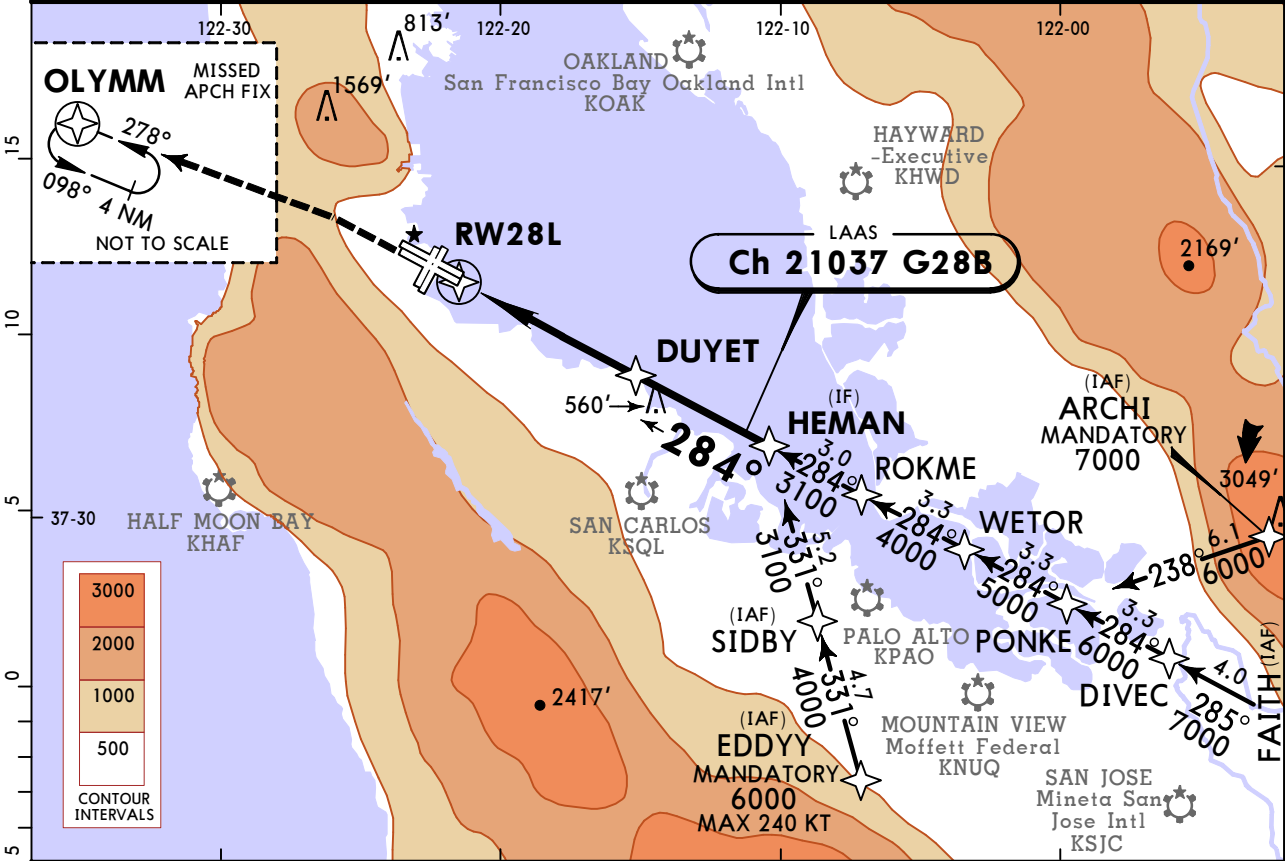 122-30
122-20
122-10
122-00
813'
OLYMM
MISSED
APCH FIX
278°
098°
4 NM
NOT TO SCALE
1569'
OAKLAND
San Francisco Bay Oakland Intl
KOAK
HAYWARD
-Executive
KHWD
15
10
5
0
5
37-30
RW28L
LAAS
Ch 21037 G28B
2169'
DUYET
560'
284°
(IF)
HEMAN
3.0
284°
3100
ROKME
3.3
284°
4000
WETOR
3.3
284°
5000
PONKE
3.3
284°
6000
DIVEC
4.0
285°
7000
FAITH (IAF)
(IAF)
ARCHI
MANDATORY
7000
3049'
6.1
238°
6000
HALF MOON BAY
KHAF
SAN CARLOS
KSQL
5.2
331°
3100
(IAF)
SIDBY
PALO ALTO
KPAO
4.7
331°
4000
(IAF)
EDDYY
MANDATORY
6000
MAX 240 KT
MOUNTAIN VIEW
Moffett Federal
KNUQ
SAN JOSE
Mineta San
Jose Intl
KSJC
2417'
3000
2000
1000
500
CONTOUR
INTERVALS